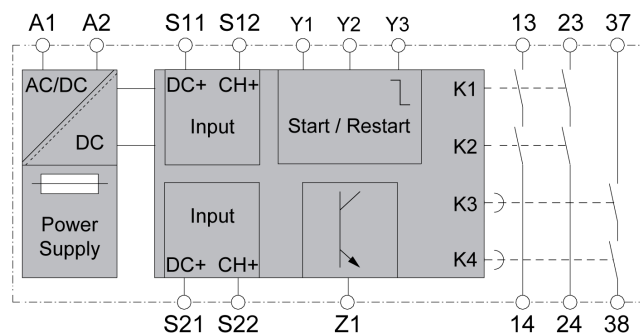 A1 A2 S11 S12 Y1 Y2 Y3 13 23 37
AC/DC DC+ CH+ K1
DC Input Start / Restart K2
Input K3
Power
Supply
DC+ CH+ K4
S21 S22 Z1 14 24 38